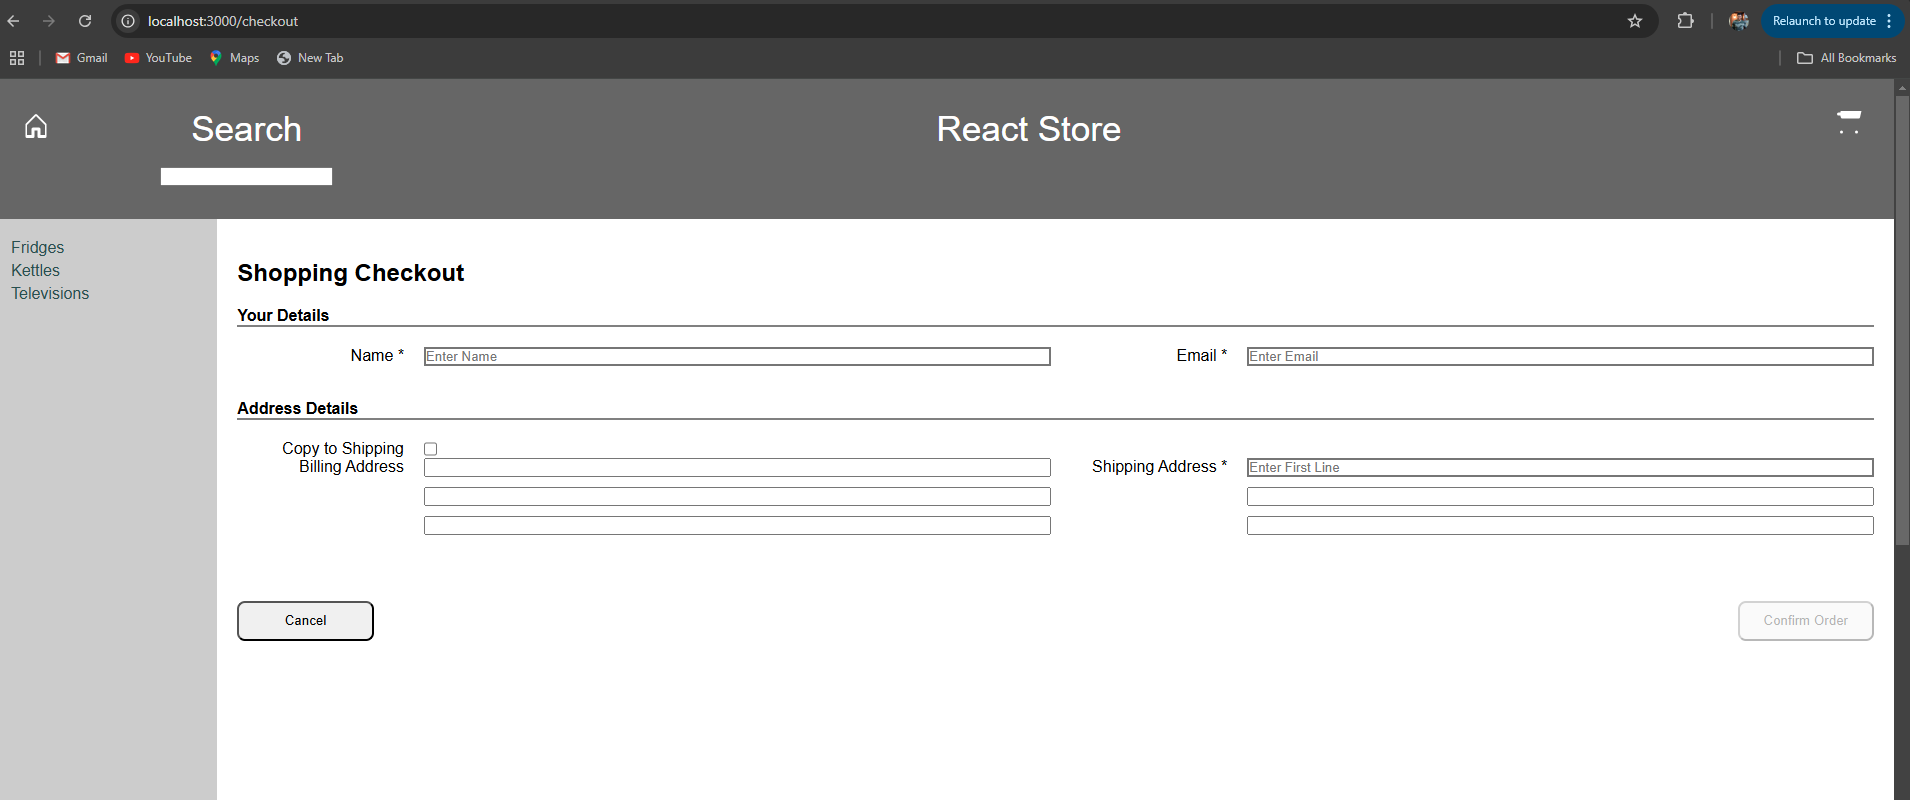 localhost:3000/checkout
Relaunch to update
Gmail YouTube Maps New Tab All Bookmarks
Search React Store
Fridges
Kettles
Televisions
Shopping Checkout
Your Details
Name * Enter Name Email * Enter Email
Address Details
Copy to Shipping
Billing Address Shipping Address * Enter First Line
Cancel Confirm Order